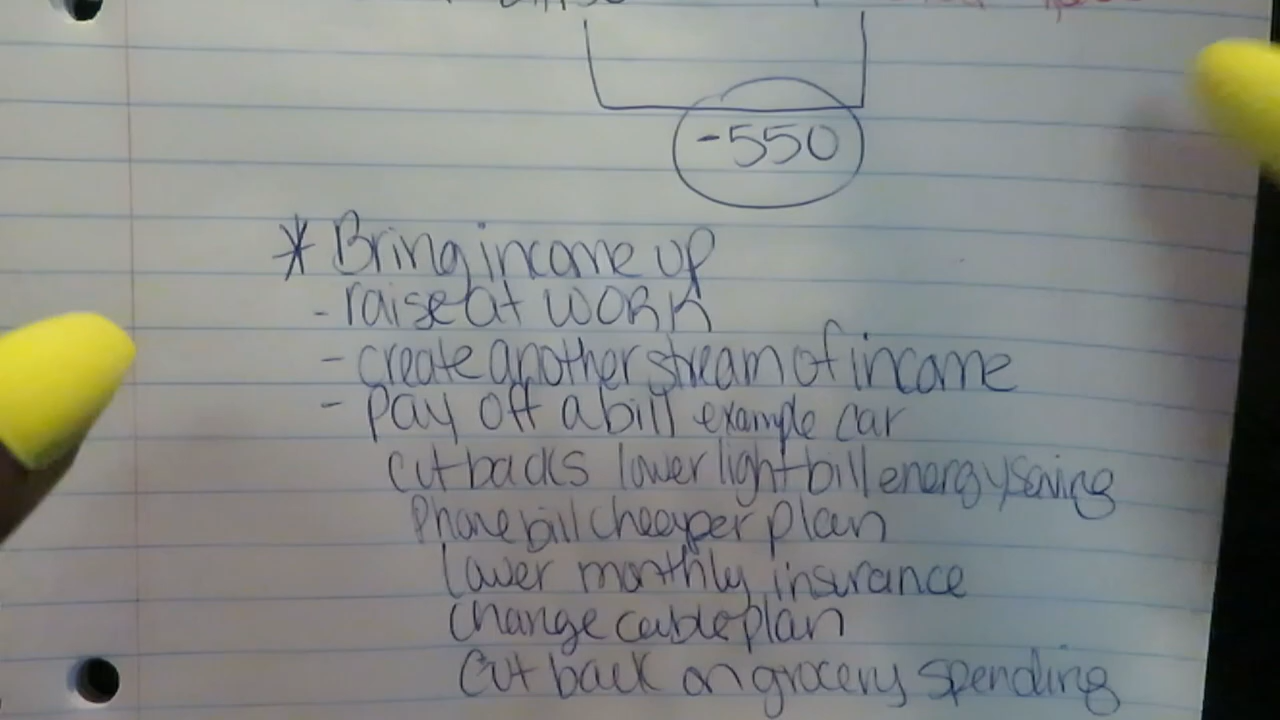 -550
* Bring income up
- raise at work
- create another stream of income
- pay off a bill example car
cut backs lower light bill energy saving
Phone bill cheaper plan
lower monthly insurance
change cable plan
Cut back on grocery spending